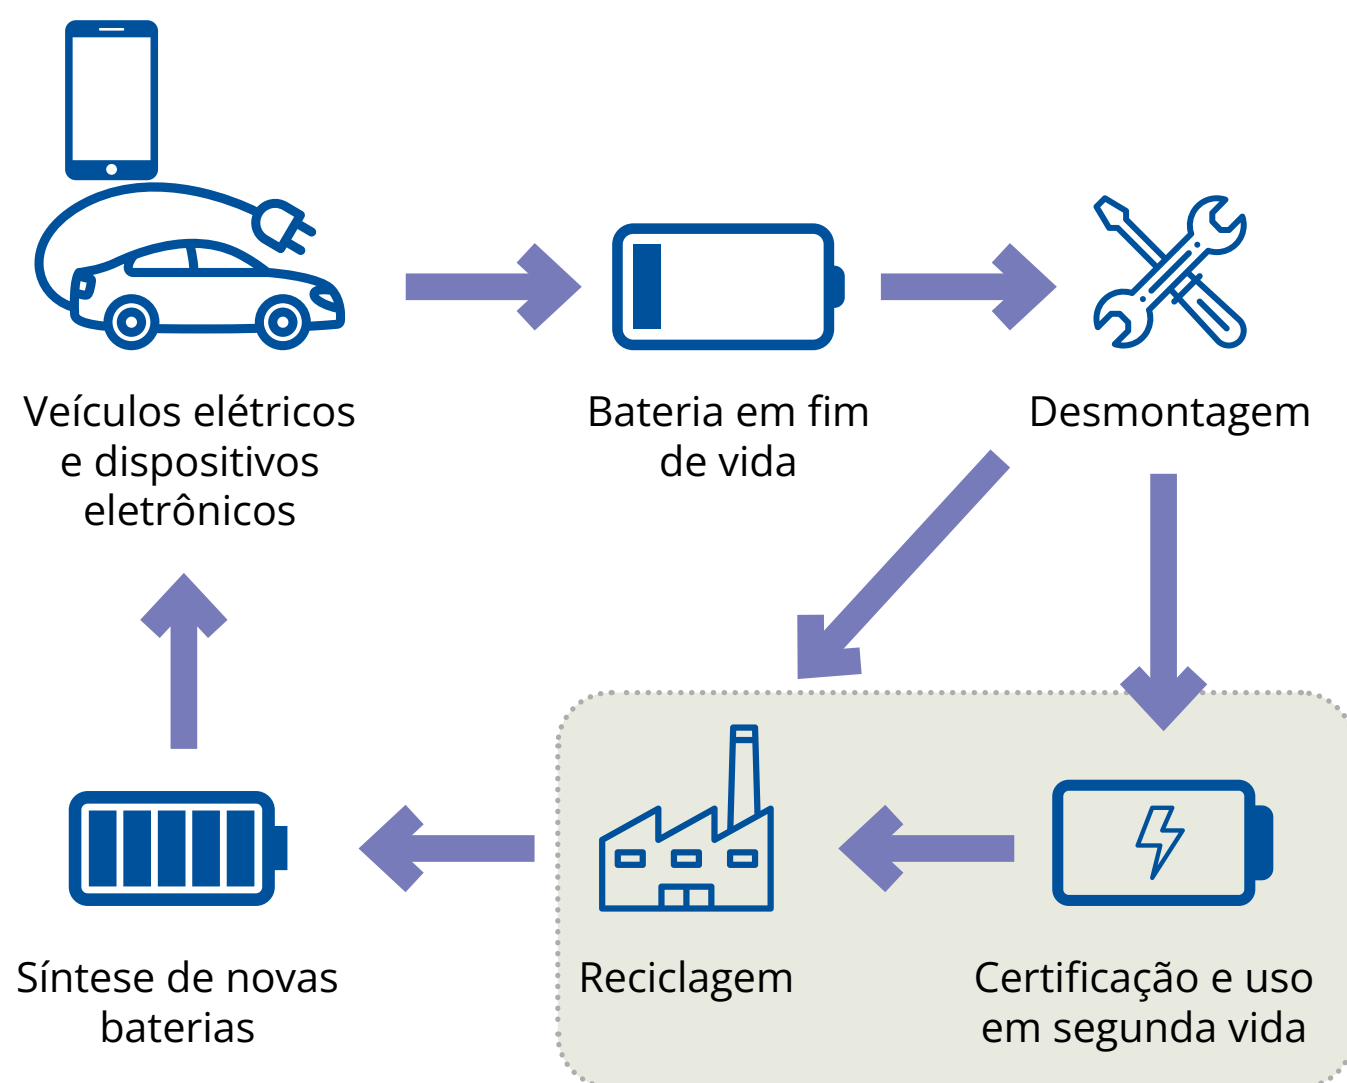 Veículos elétricos
e dispositivos
eletrônicos
Bateria em fim
de vida
Desmontagem
Síntese de novas
baterias
Reciclagem
Certificação e uso
em segunda vida